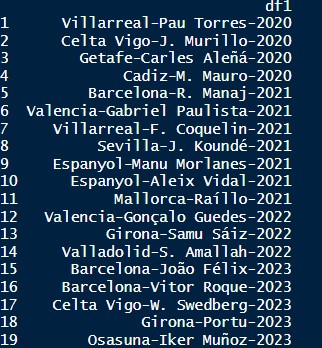 df1
1 Villarreal-Pau Torres-2020
2 Celta Vigo-J. Murillo-2020
3 Getafe-Carles Aleñá-2020
4 Cadiz-M. Mauro-2020
5 Barcelona-R. Manaj-2021
6 Valencia-Gabriel Paulista-2021
7 Villarreal-F. Coquelin-2021
8 Sevilla-J. Koundé-2021
9 Espanyol-Manu Morlanes-2021
10 Espanyol-Aleix Vidal-2021
11 Mallorca-Raíllo-2021
12 Valencia-Gonçalo Guedes-2022
13 Girona-Samu Sáiz-2022
14 Valladolid-S. Amallah-2022
15 Barcelona-João Félix-2023
16 Barcelona-Vitor Roque-2023
17 Celta Vigo-W. Swedberg-2023
18 Girona-Portu-2023
19 Osasuna-Iker Muñoz-2023